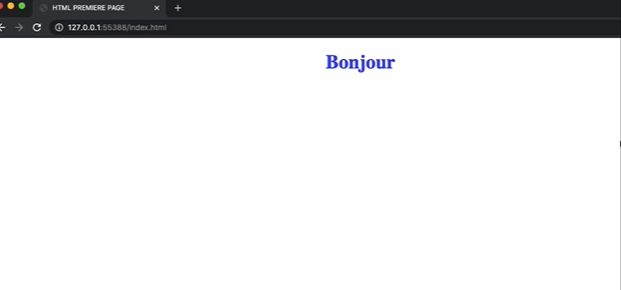 HTML PREMIERE PAGE
127.0.0.1:55388/index.html
Bonjour